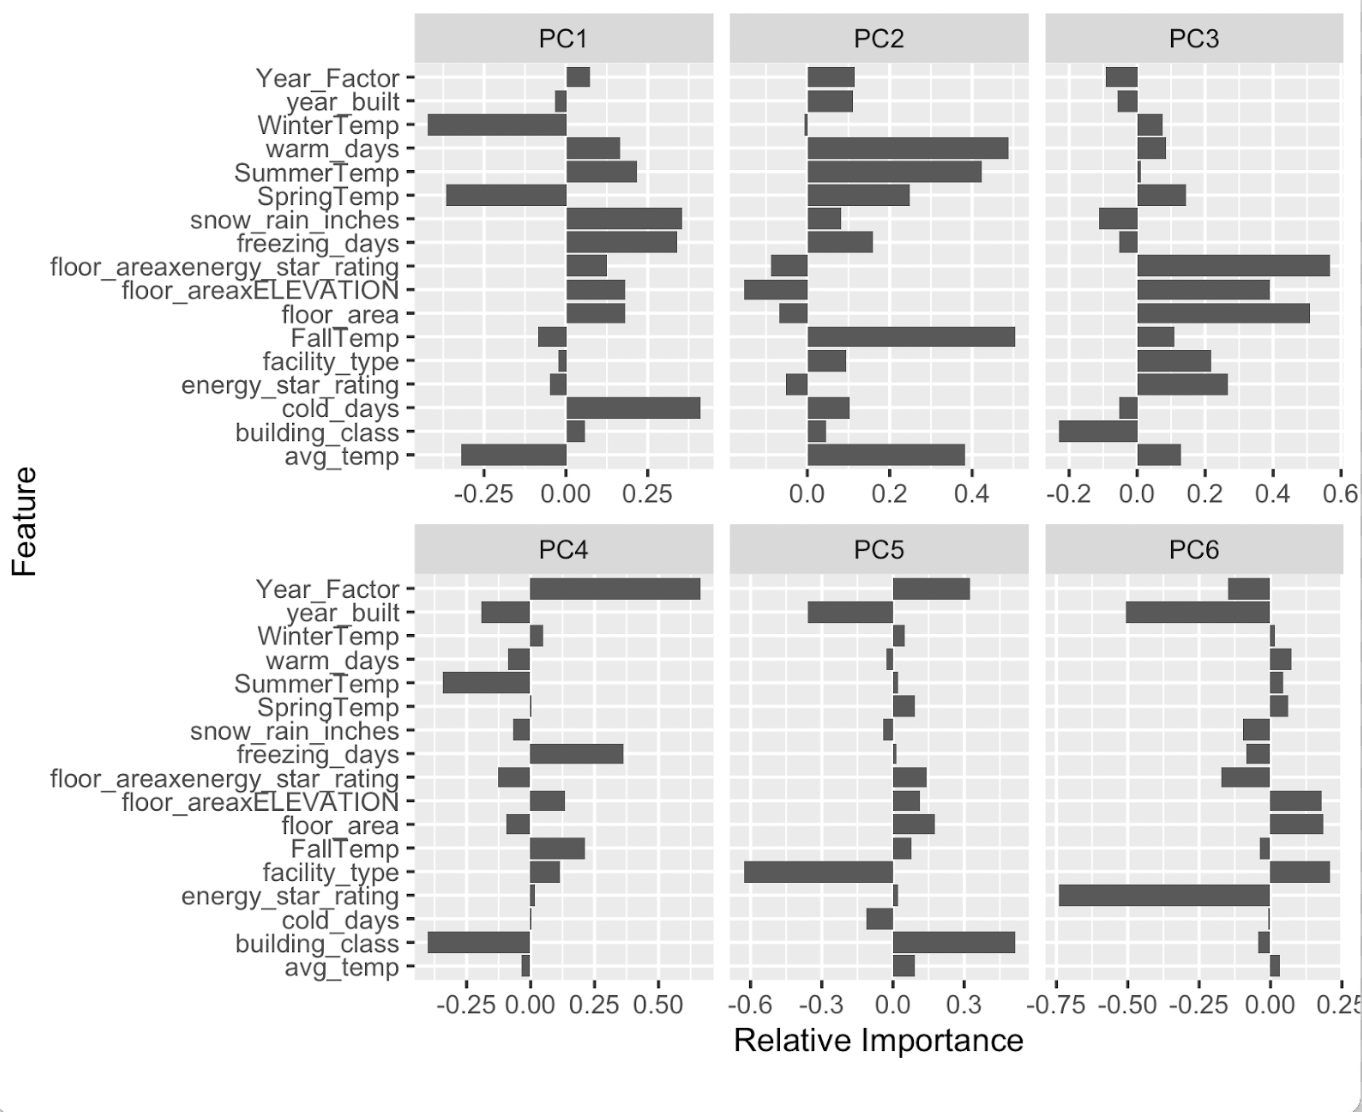 PC1 PC2 PC3
Year_Factor
year_built
WinterTemp
warm_days
SummerTemp
SpringTemp
snow_rain_inches
freezing_days
floor_areaxenergy_star_rating
floor_areaxELEVATION
floor_area
FallTemp
facility_type
energy_star_rating
cold_days
building_class
avg_temp
-0.25 0.00 0.25 0.0 0.2 0.4 -0.2 0.0 0.2 0.4 0.6
Feature
PC4 PC5 PC6
Year_Factor
year_built
WinterTemp
warm_days
SummerTemp
SpringTemp
snow_rain_inches
freezing_days
floor_areaxenergy_star_rating
floor_areaxELEVATION
floor_area
FallTemp
facility_type
energy_star_rating
cold_days
building_class
avg_temp
-0.25 0.00 0.25 0.50 -0.6 -0.3 0.0 0.3 -0.75 -0.50 -0.25 0.00 0.25
Relative Importance